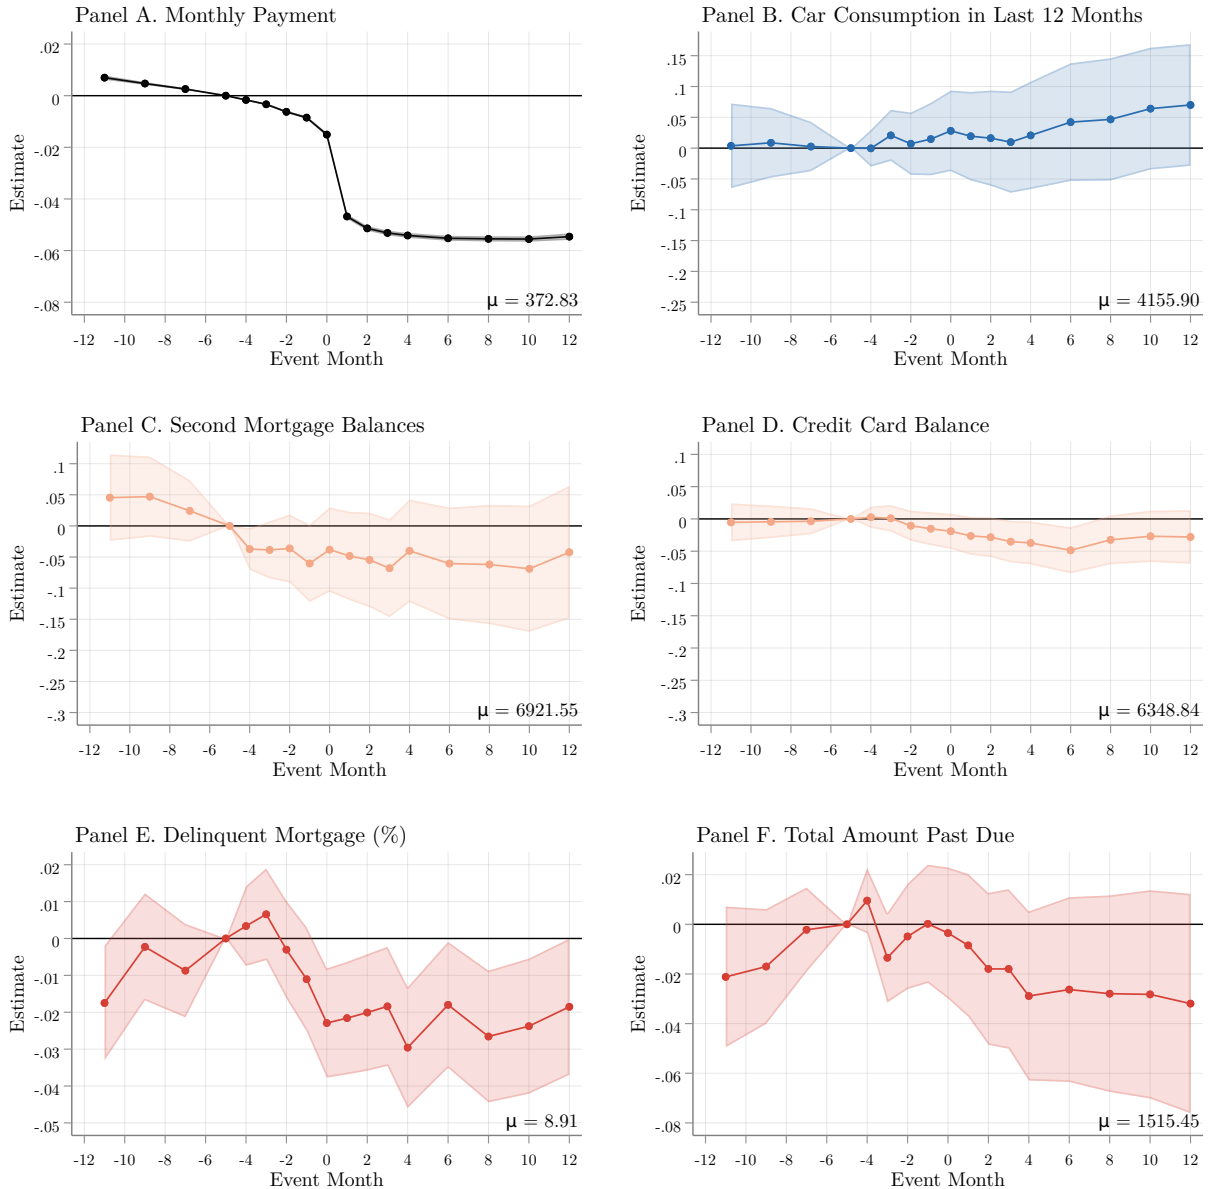 Panel A. Monthly Payment
.02
0
-.02
-.04
-.06
-.08
Estimate
μ = 372.83
-12 -10 -8 -6 -4 -2 0 2 4 6 8 10 12
Event Month
Panel B. Car Consumption in Last 12 Months
.15
.1
.05
0
-.05
-.1
-.15
-.2
-.25
Estimate
μ = 4155.90
-12 -10 -8 -6 -4 -2 0 2 4 6 8 10 12
Event Month
Panel C. Second Mortgage Balances
.1
.05
0
-.05
-.1
-.15
-.2
-.25
-.3
Estimate
μ = 6921.55
-12 -10 -8 -6 -4 -2 0 2 4 6 8 10 12
Event Month
Panel D. Credit Card Balance
.1
.05
0
-.05
-.1
-.15
-.2
-.25
-.3
Estimate
μ = 6348.84
-12 -10 -8 -6 -4 -2 0 2 4 6 8 10 12
Event Month
Panel E. Delinquent Mortgage (%)
.02
.01
0
-.01
-.02
-.03
-.04
-.05
Estimate
μ = 8.91
-12 -10 -8 -6 -4 -2 0 2 4 6 8 10 12
Event Month
Panel F. Total Amount Past Due
.02
0
-.02
-.04
-.06
-.08
Estimate
μ = 1515.45
-12 -10 -8 -6 -4 -2 0 2 4 6 8 10 12
Event Month